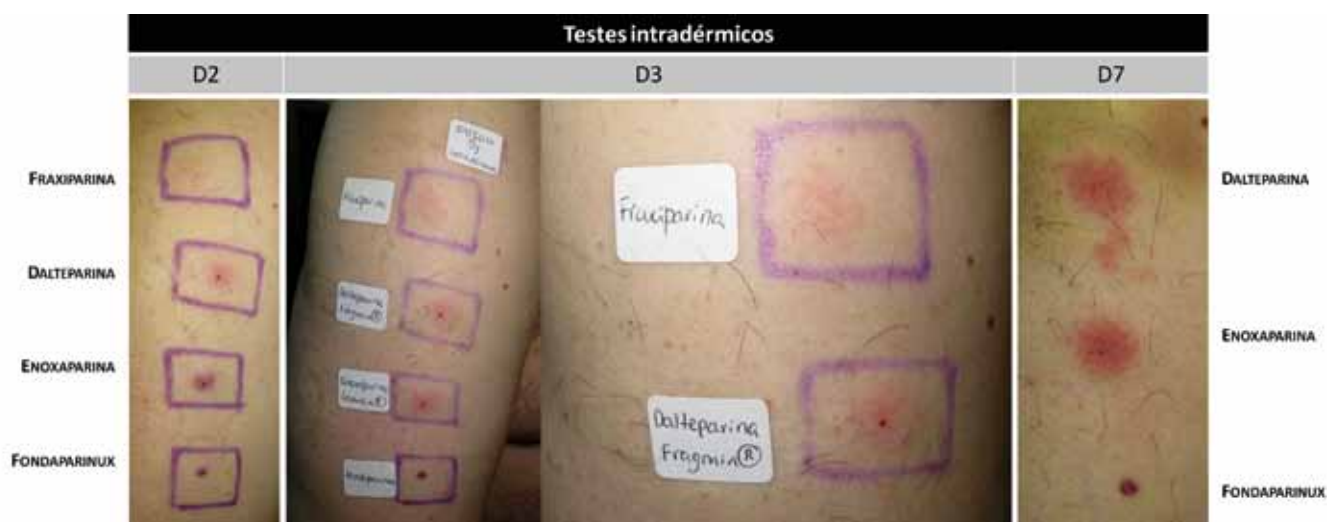 Testes intradérmicos
D2
D3
D7
FRAXIPARINA
DALTEPARINA
ENOXAPARINA
FONDAPARINUX
Fraxiparina
Dalteparina
Fragmin®
Fraxiparina
Dalteparina
Fragmin®
DALTEPARINA
ENOXAPARINA
FONDAPARINUX